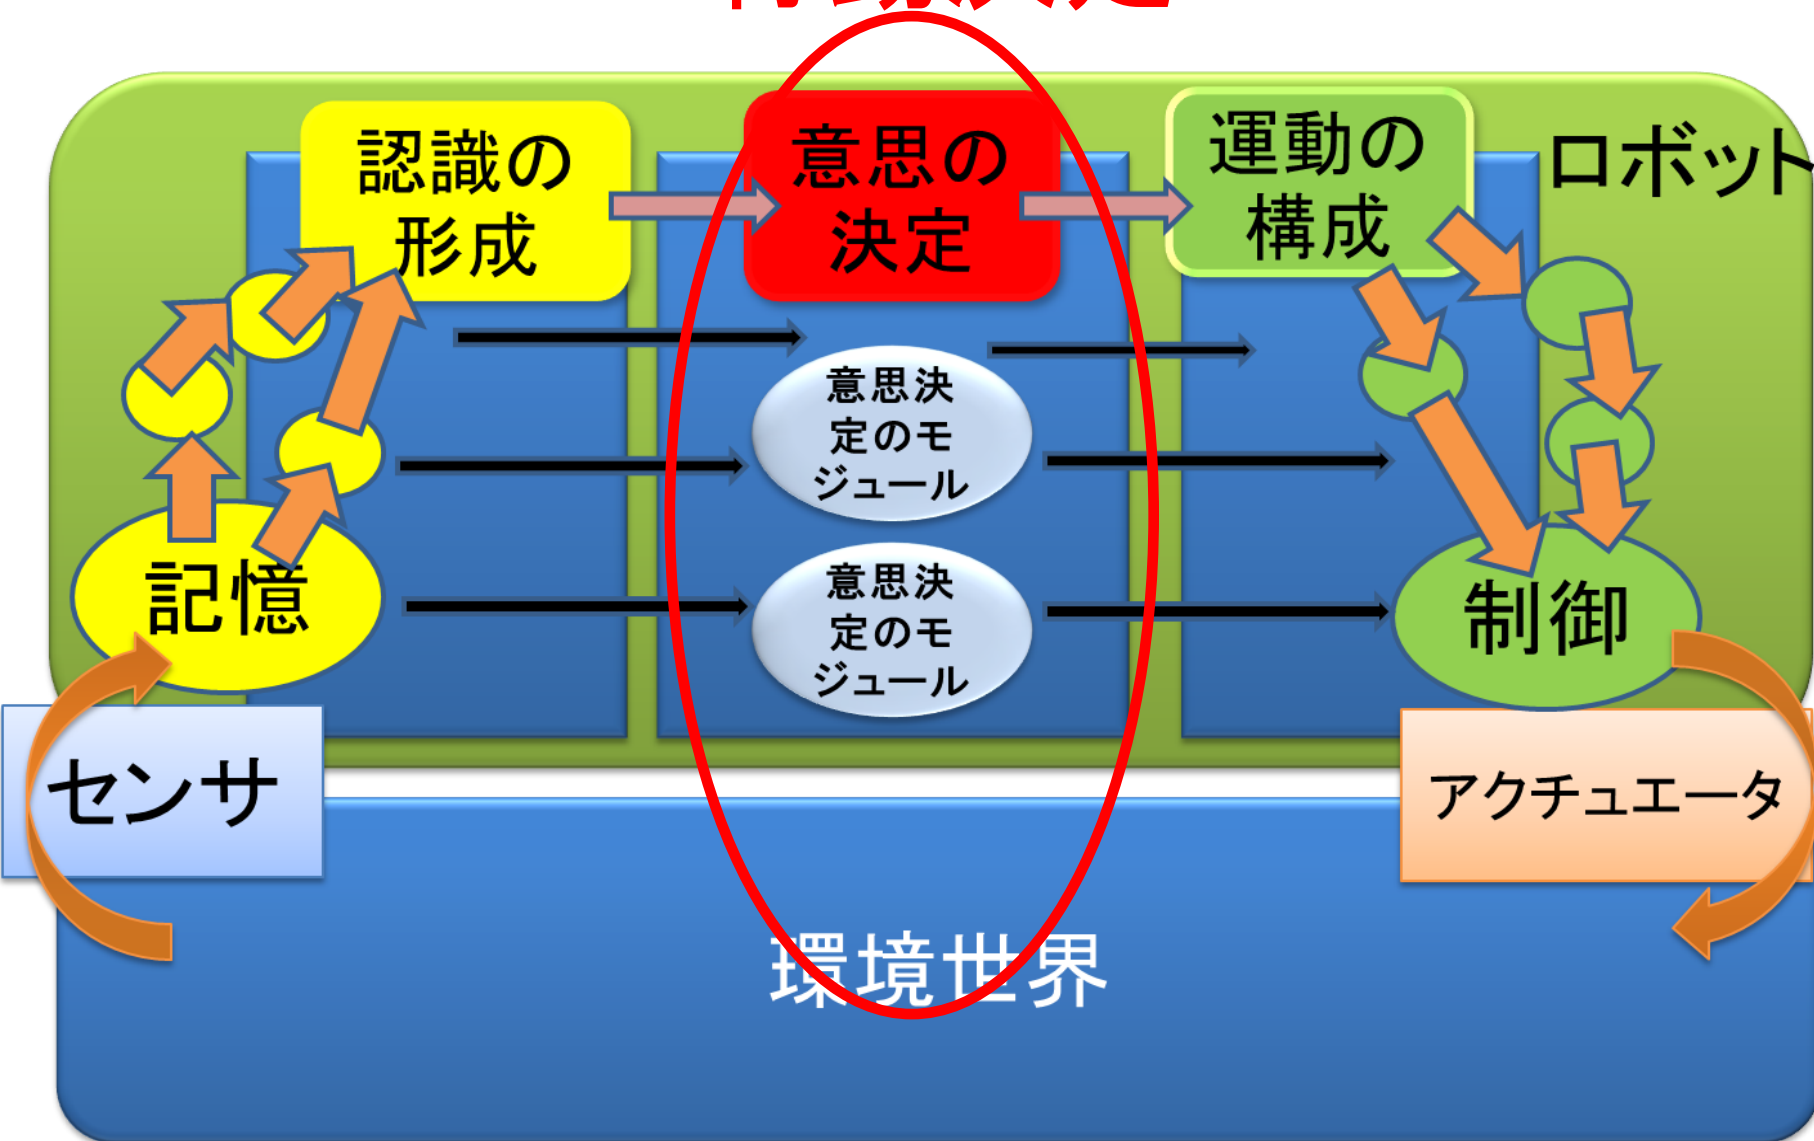 認識の
形成
意思の
決定
運動の
構成
ロボット
意思決
定のモ
ジュール
意思決
定のモ
ジュール
記憶
制御
センサ
アクチュエータ
環境世界